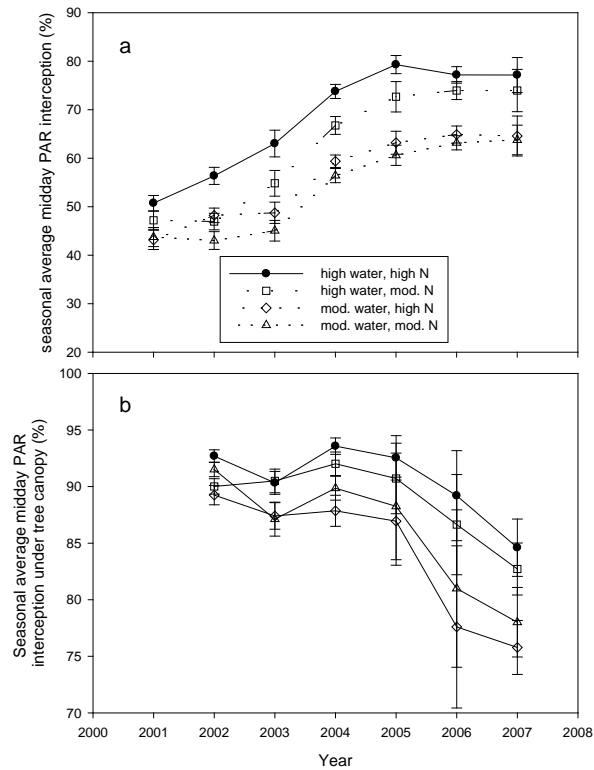 90
80
70
60
50
40
30
20
seasonal average midday PAR interception (%)
a
high water, high N
high water, mod. N
mod. water, high N
mod. water, mod. N
100
95
90
85
80
75
70
Seasonal average midday PAR
interception under tree canopy (%)
b
2000 2001 2002 2003 2004 2005 2006 2007 2008
Year